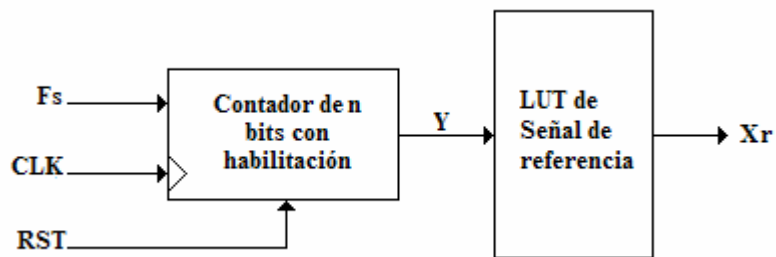 Fs
CLK
RST
Contador de n
bits con
habilitación
Y
LUT de
Señal de
referencia
Xr